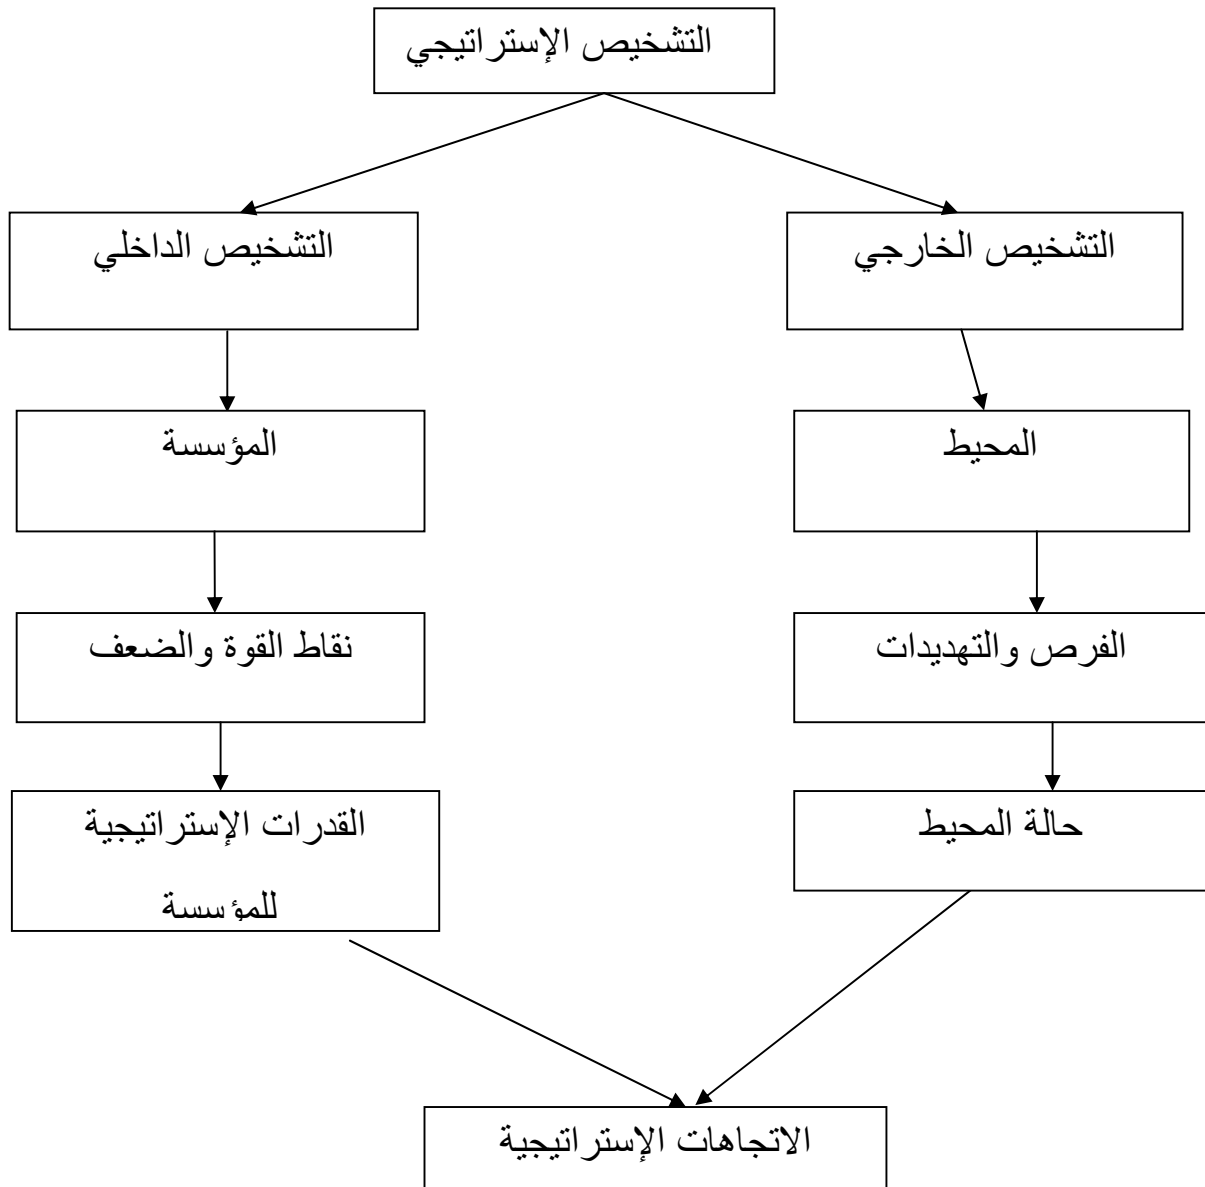 التشخيص الإستراتيجي
التشخيص الخارجي
التشخيص الداخلي
المحيط
المؤسسة
الفرص والتهديدات
نقاط القوة والضعف
حالة المحيط
القدرات الإستراتيجية
للمؤسسة
الاتجاهات الإستراتيجية